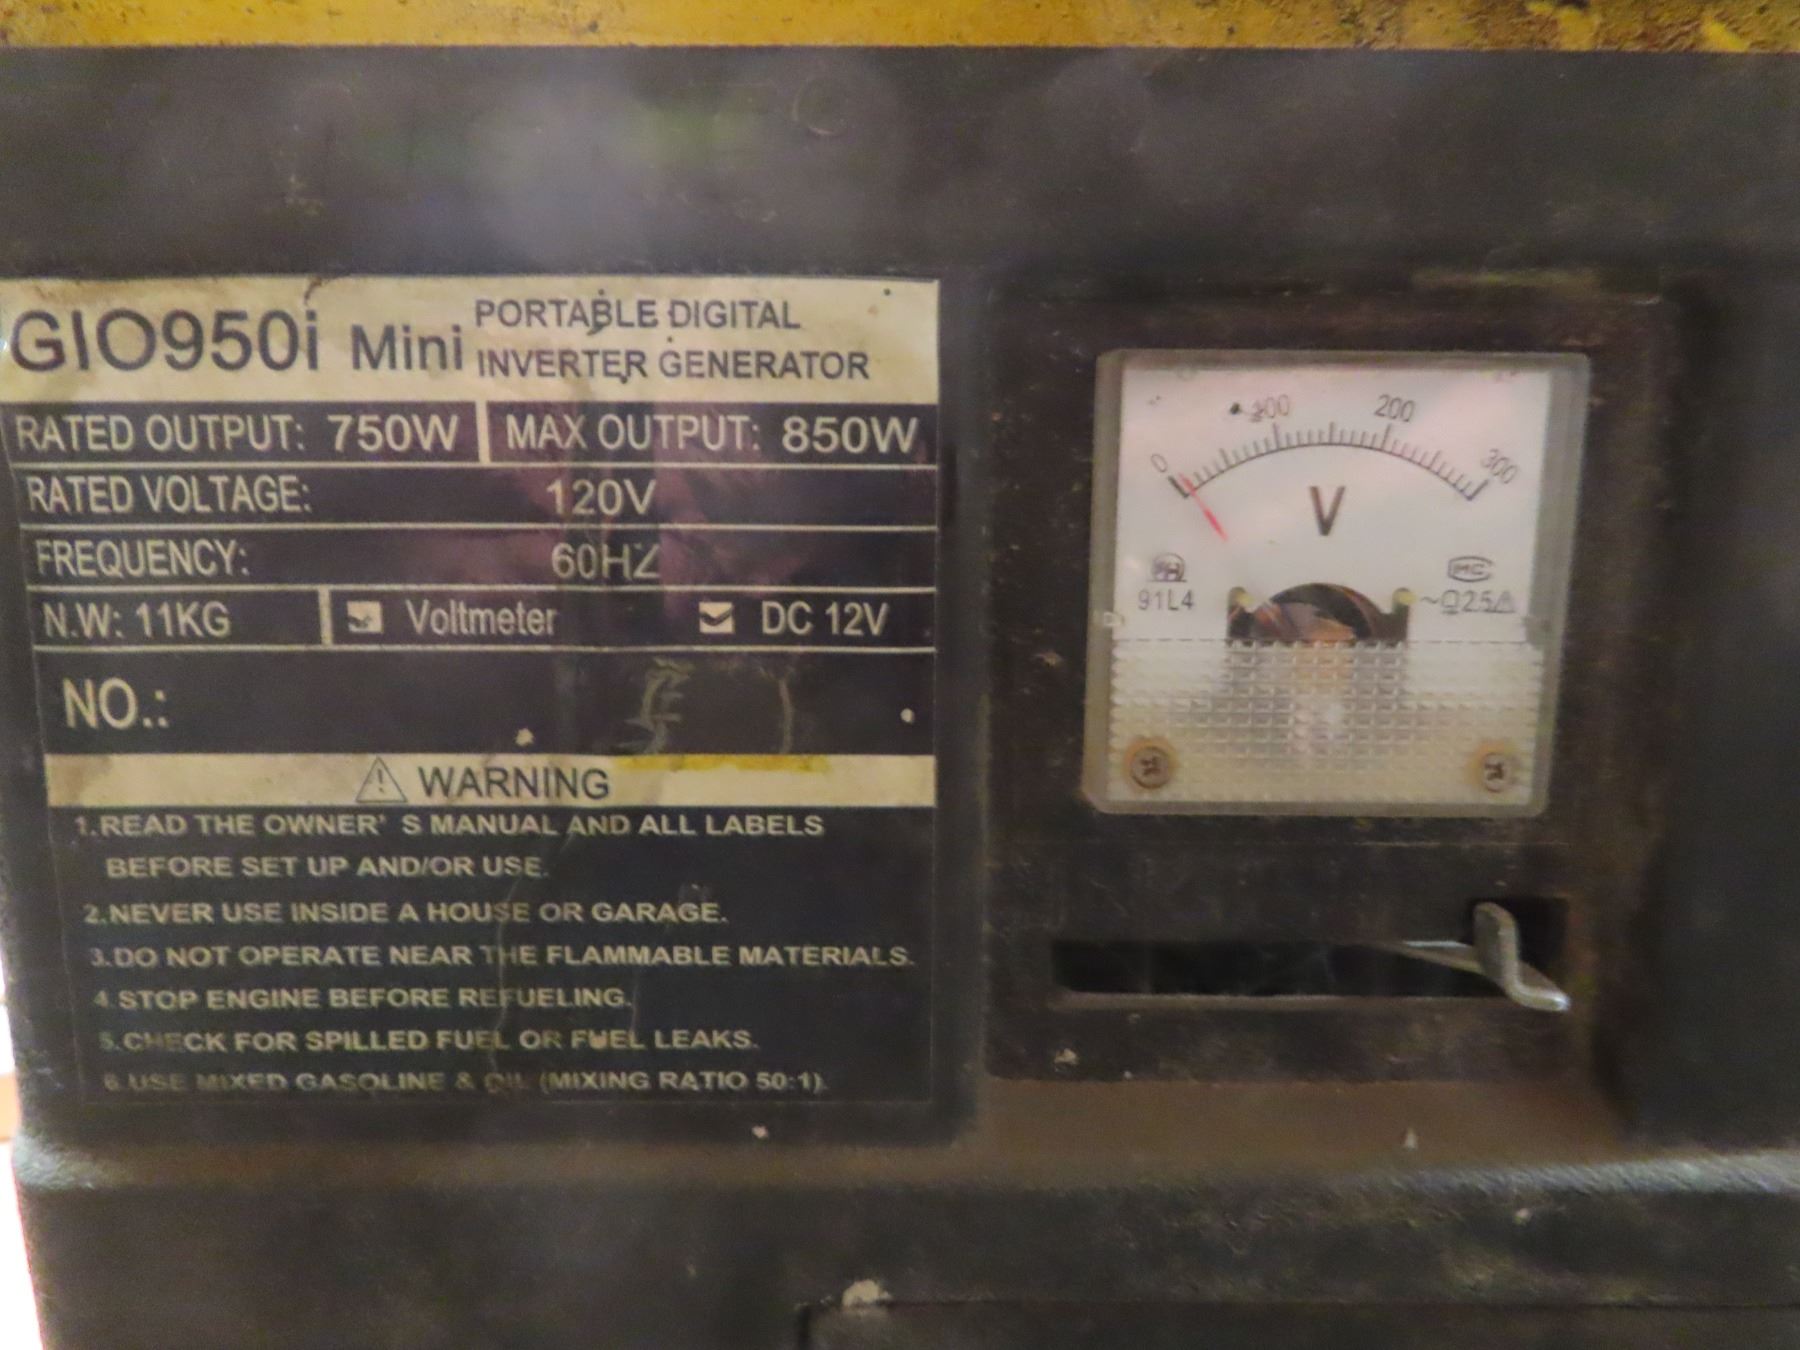 GIO950i Mini
PORTABLE DIGITAL
INVERTER GENERATOR
RATED OUTPUT: 750W
MAX OUTPUT: 850W
RATED VOLTAGE: 120V
FREQUENCY: 60HZ
N.W: 11KG Voltmeter DC 12V
NO.:
WARNING
1.READ THE OWNER' S MANUAL AND ALL LABELS
BEFORE SET UP AND/OR USE.
2.NEVER USE INSIDE A HOUSE OR GARAGE.
3.DO NOT OPERATE NEAR THE FLAMMABLE MATERIALS.
4.STOP ENGINE BEFORE REFUELING.
5.CHECK FOR SPILLED FUEL OR FUEL LEAKS.
6.USE MIXED GASOLINE & OIL (MIXING RATIO 50:1).
0 100 200 300
V
MC
91L4 ~ 2.5